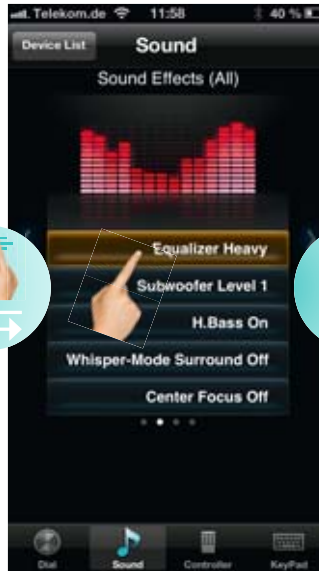 Telekom.de 11:58 40 %
Device List Sound
Sound Effects (All)
Equalizer Heavy
Subwoofer Level 1
H.Bass On
Whisper-Mode Surround Off
Center Focus Off
Dial Sound Controller KeyPad